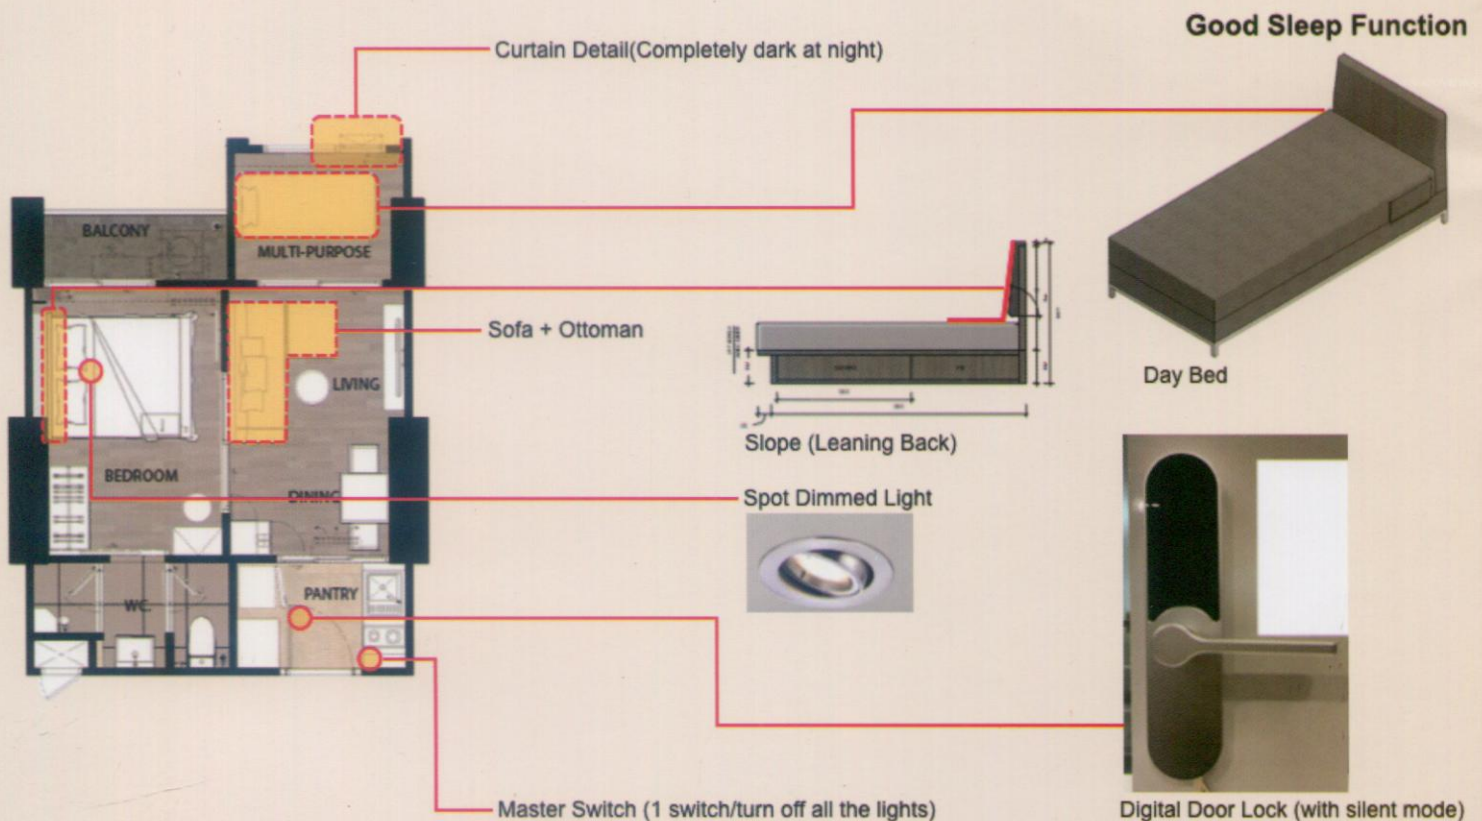 Good Sleep Function
Curtain Detail(Completely dark at night)
BALCONY
MULTI-PURPOSE
Sofa + Ottoman
LIVING
Day Bed
Slope (Leaning Back)
BEDROOM
DINING
Spot Dimmed Light
PANTRY
WC.
Master Switch (1 switch/turn off all the lights)
Digital Door Lock (with silent mode)